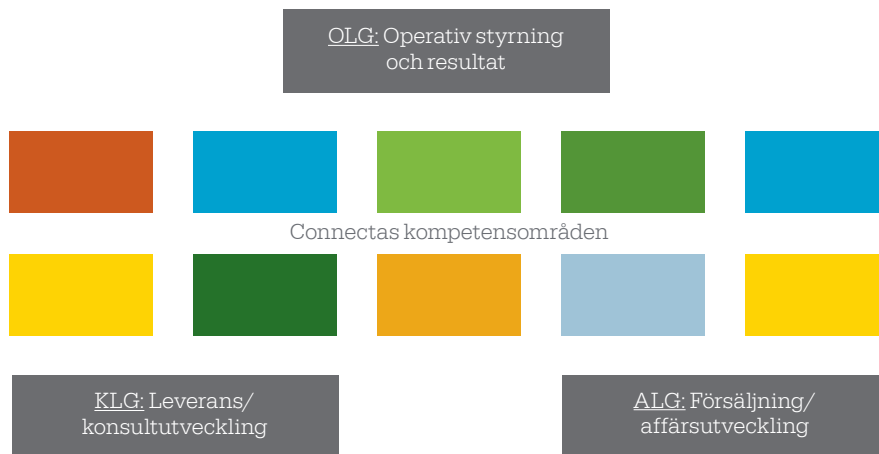 OLG: Operativ styrning
och resultat
Connectas kompetensområden
KLG: Leverans/
konsultutveckling
ALG: Försäljning/
affärsutveckling